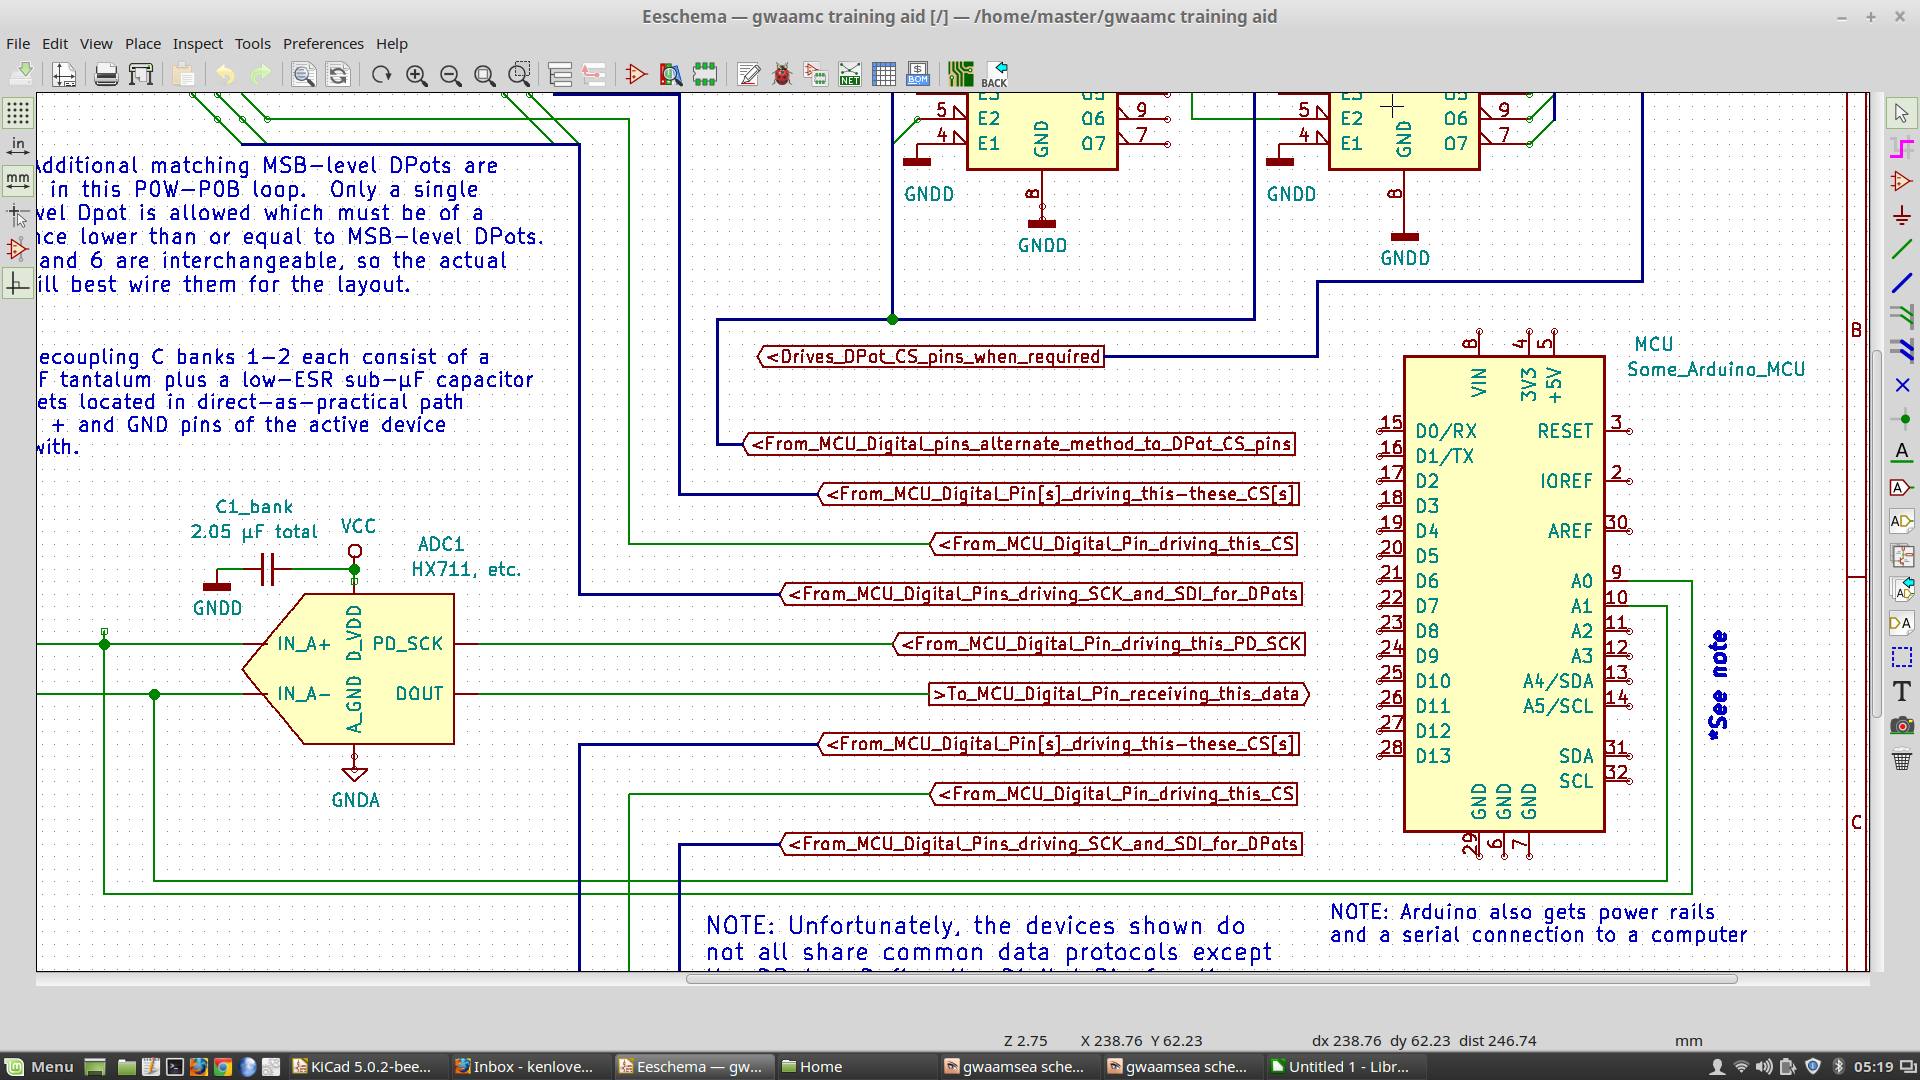 Eeschema — gwaamc training aid [/] — /home/master/gwaamc training aid
File Edit View Place Inspect Tools Preferences Help
NET
BOM
BACK
in
mm
Additional matching MSB-level DPots are
in this P0W-P0B loop. Only a single
vel Dpot is allowed which must be of a
nce lower than or equal to MSB-level DPots.
and 6 are interchangeable, so the actual
ill best wire them for the layout.
ecoupling C banks 1-2 each consist of a
F tantalum plus a low-ESR sub-µF capacitor
ets located in direct-as-practical path
+ and GND pins of the active device
with.
5 E2 O6 9
4 E1 O7 7
GND
8
GNDD
GNDD
5 E2 O6 9
4 E1 O7 7
GND
8
GNDD
GNDD
<Drives_DPot_CS_pins_when_required
<From_MCU_Digital_pins_alternate_method_to_DPot_CS_pins
<From_MCU_Digital_Pin[s]_driving_this-these_CS[s]
<From_MCU_Digital_Pin_driving_this_CS
<From_MCU_Digital_Pins_driving_SCK_and_SDI_for_DPots
<From_MCU_Digital_Pin_driving_this_PD_SCK
>To_MCU_Digital_Pin_receiving_this_data
<From_MCU_Digital_Pin[s]_driving_this-these_CS[s]
<From_MCU_Digital_Pin_driving_this_CS
<From_MCU_Digital_Pins_driving_SCK_and_SDI_for_DPots
C1_bank
2.05 µF total
VCC
GNDD
ADC1
HX711, etc.
IN_A+
IN_A-
D_VDD
A_GND
PD_SCK
DOUT
GNDA
MCU
Some_Arduino_MCU
8 4 5
VIN 3V3 +5V
15 D0/RX
16 D1/TX
17 D2
18 D3
19 D4
20 D5
21 D6
22 D7
23 D8
24 D9
25 D10
26 D11
27 D12
28 D13
RESET 3
IOREF 2
AREF 30
A0 9
A1 10
A2 11
A3 12
A4/SDA 13
A5/SCL 14
SDA 31
SCL 32
GND GND GND
29 6 7
*See note
B
C
NOTE: Unfortunately, the devices shown do
not all share common data protocols except
NOTE: Arduino also gets power rails
and a serial connection to a computer
Z 2.75 X 238.76 Y 62.23 dx 238.76 dy 62.23 dist 246.74 mm
Menu KiCad 5.0.2-bee... Inbox - kenlove... Eeschema — gw... Home gwaamsea sche... gwaamsea sche... Untitled 1 - Libr... 05:19